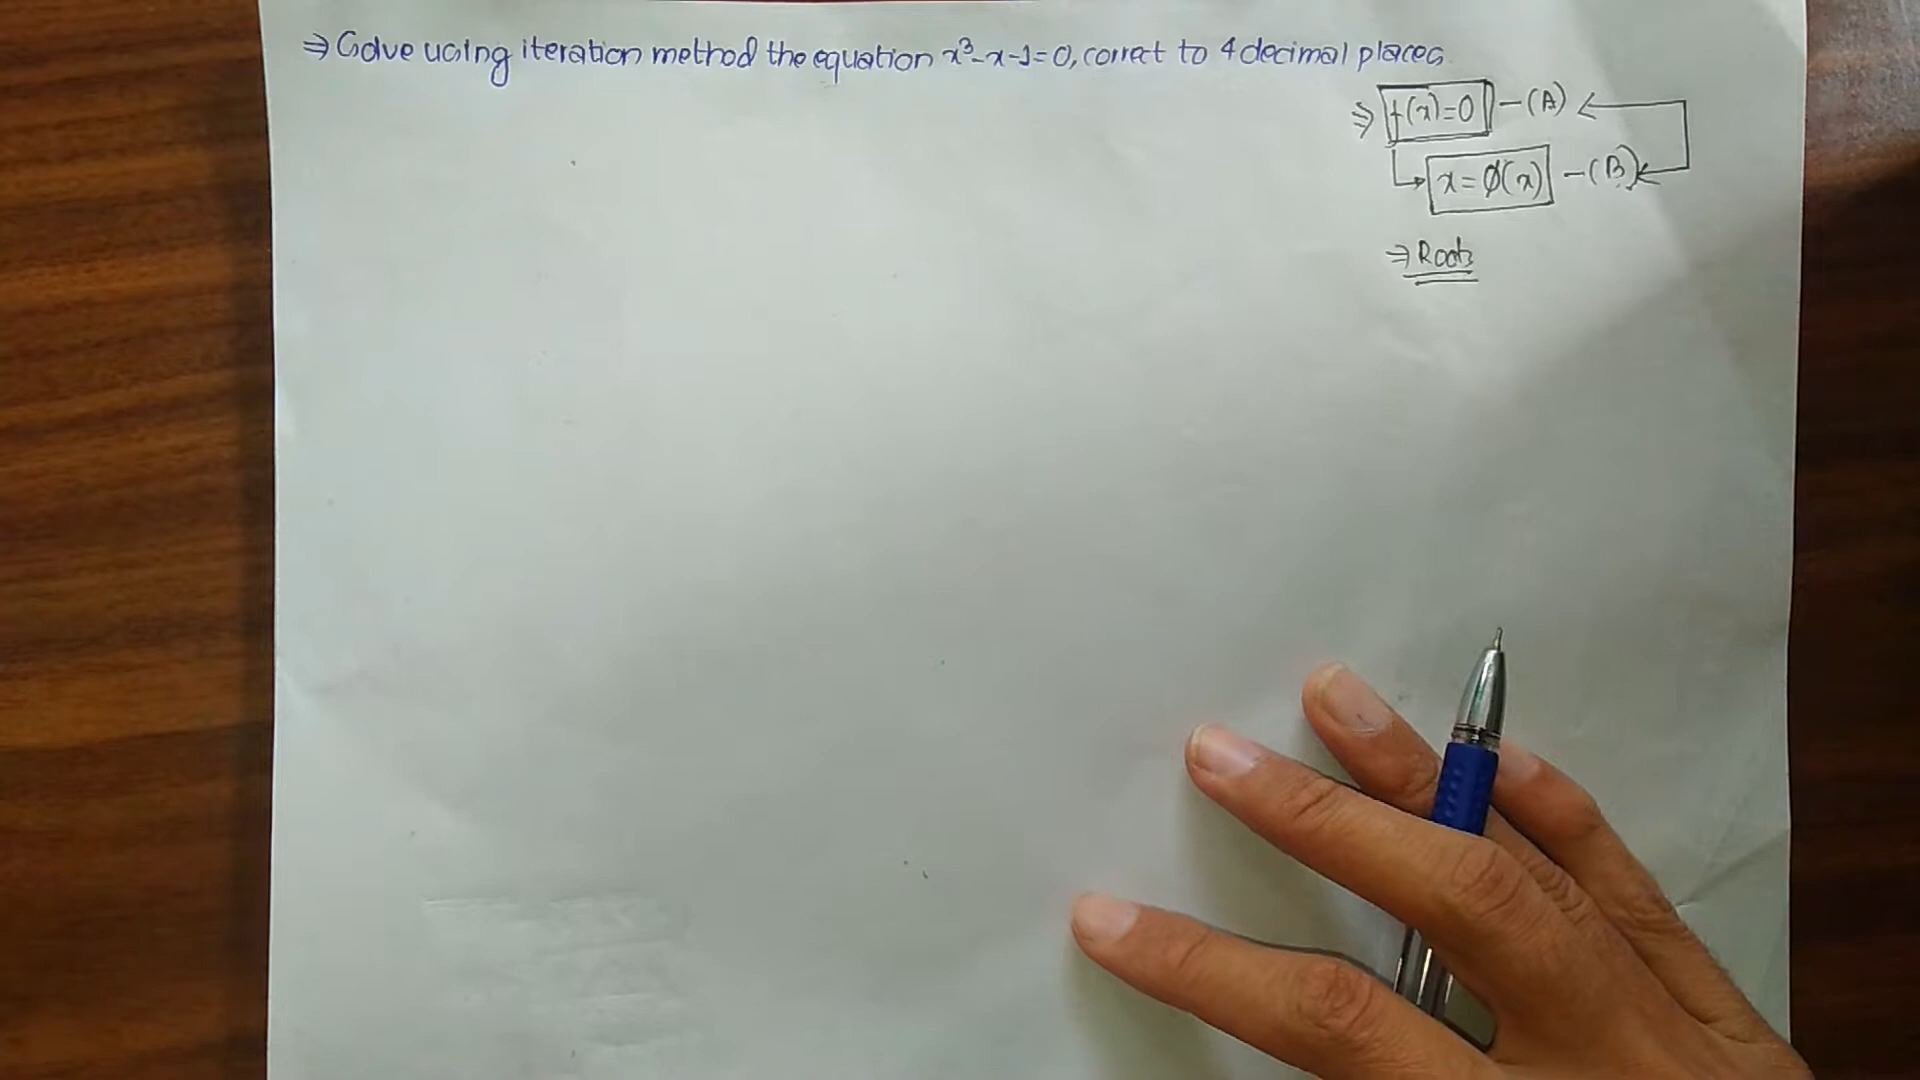 ⇒ Solve using iteration method the equation x³-x-1=0, correct to 4 decimal places
⇒ f(x)=0 -(A)
x=∅(x) -(B)
⇒ Roots